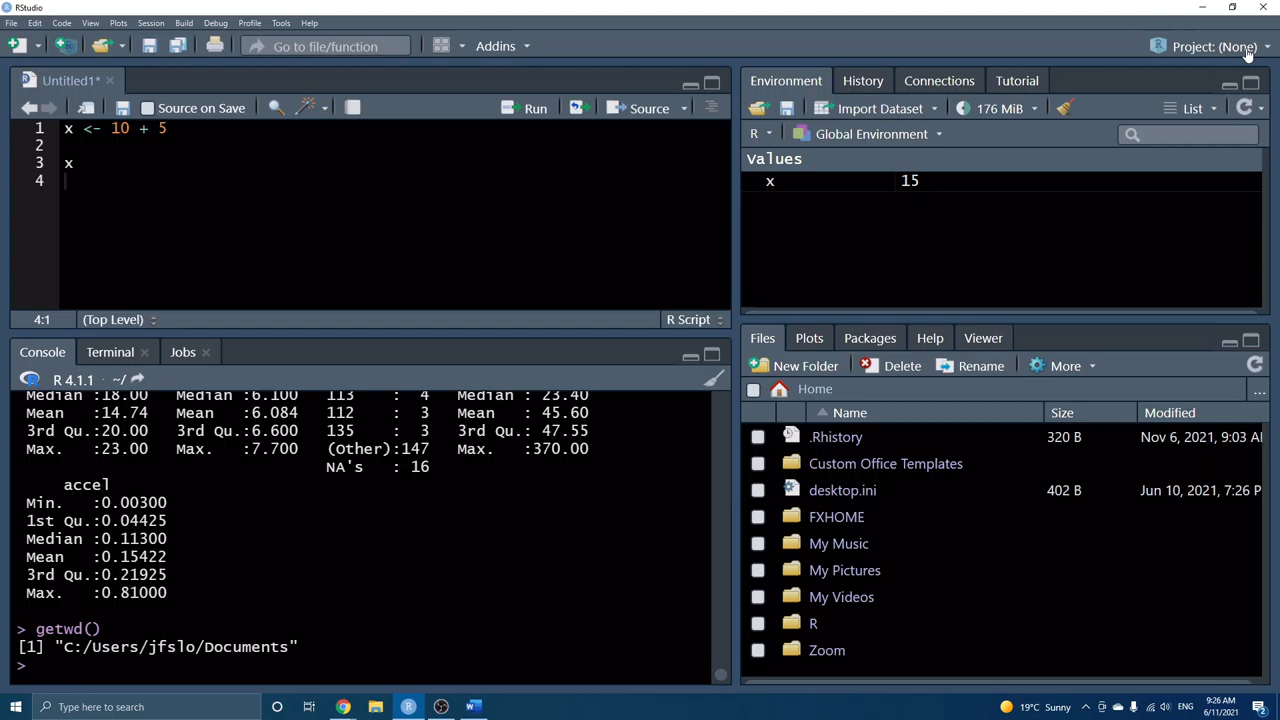 RStudio
File Edit Code View Plots Session Build Debug Profile Tools Help
Go to file/function Addins Project: (None)
Untitled1*
Source on Save Run Source
1 x <- 10 + 5
2
3 x
4
4:1 (Top Level) R Script
Console Terminal Jobs
R 4.1.1 · ~/
Median :18.00 Median :6.100 113 : 4 Median : 23.40
Mean :14.74 Mean :6.084 112 : 3 Mean : 45.60
3rd Qu.:20.00 3rd Qu.:6.600 135 : 3 3rd Qu.: 47.55
Max. :23.00 Max. :7.700 (Other):147 Max. :370.00
NA's : 16
accel
Min. :0.00300
1st Qu.:0.04425
Median :0.11300
Mean :0.15422
3rd Qu.:0.21925
Max. :0.81000
> getwd()
[1] "C:/Users/jfslo/Documents"
>
Environment History Connections Tutorial
Import Dataset 176 MiB List
R Global Environment
Values
x 15
Files Plots Packages Help Viewer
New Folder Delete Rename More
Home ...
Name Size Modified
.Rhistory 320 B Nov 6, 2021, 9:03 AM
Custom Office Templates
desktop.ini 402 B Jun 10, 2021, 7:26 P
FXHOME
My Music
My Pictures
My Videos
R
Zoom
Type here to search
19°C Sunny ENG 9:26 AM
6/11/2021 2